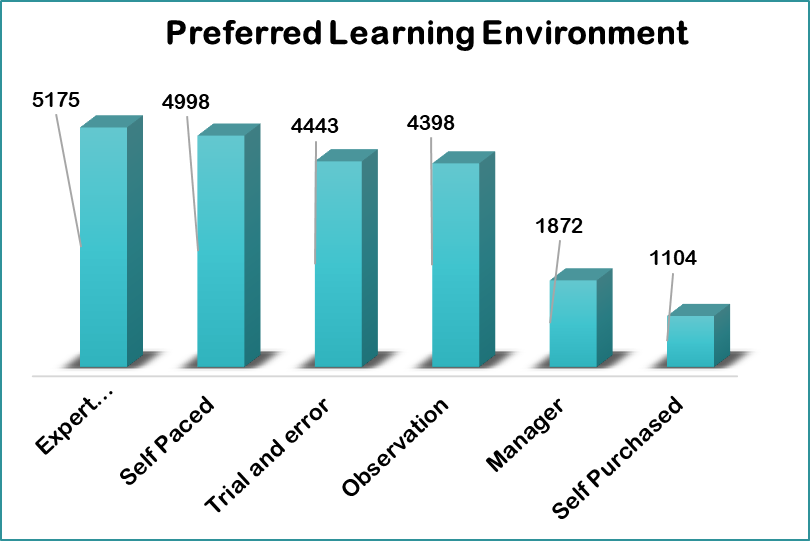 Preferred Learning Environment
5175
4998
4443
4398
1872
1104
Expert...
Self Paced
Trial and error
Observation
Manager
Self Purchased